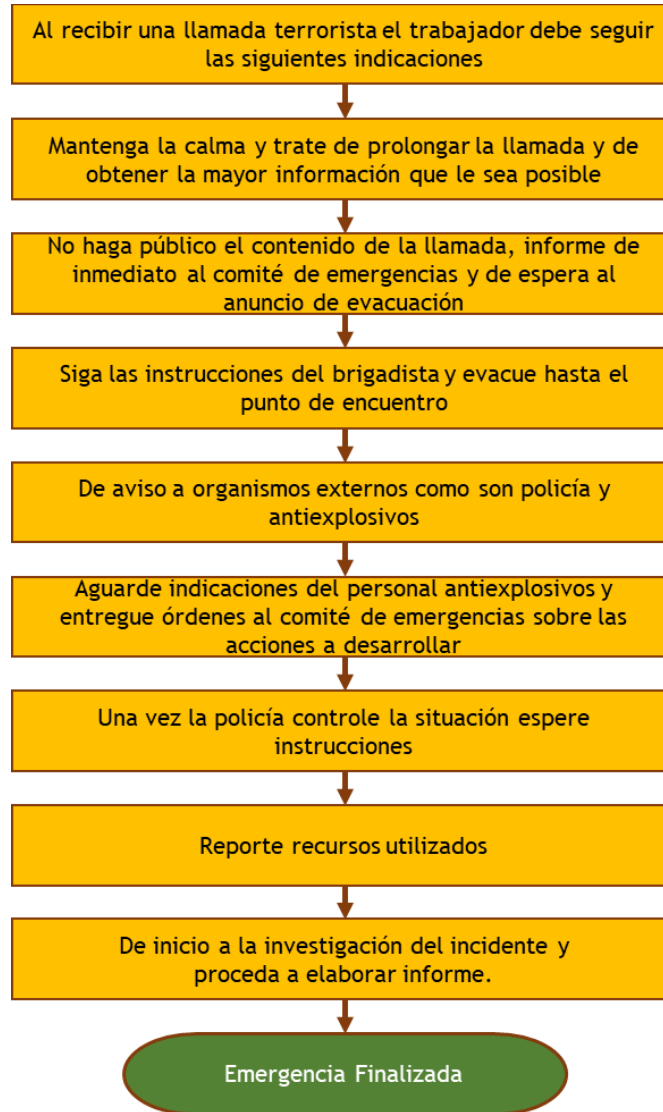 Al recibir una llamada terrorista el trabajador debe seguir
las siguientes indicaciones
Mantenga la calma y trate de prolongar la llamada y de
obtener la mayor información que le sea posible
No haga público el contenido de la llamada, informe de
inmediato al comité de emergencias y de espera al
anuncio de evacuación
Siga las instrucciones del brigadista y evacue hasta el
punto de encuentro
De aviso a organismos externos como son policía y
antiexplosivos
Aguarde indicaciones del personal antiexplosivos y
entregue órdenes al comité de emergencias sobre las
acciones a desarrollar
Una vez la policía controle la situación espere
instrucciones
Reporte recursos utilizados
De inicio a la investigación del incidente y
proceda a elaborar informe.
Emergencia Finalizada